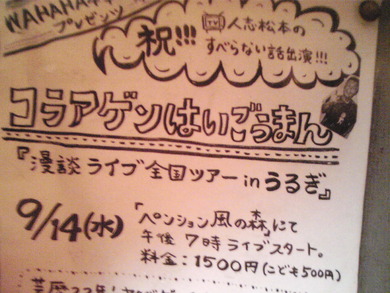 WAHAHA
プレゼンツ
祝!!! 人志松本の
すべらない話出演!!!
コラアゲンはいごうまん
『漫談ライブ全国ツアー in うるぎ』
9/14(水) 「ペンション風の森」にて
午後7時ライブスタート。
料金:1500円(こども500円)